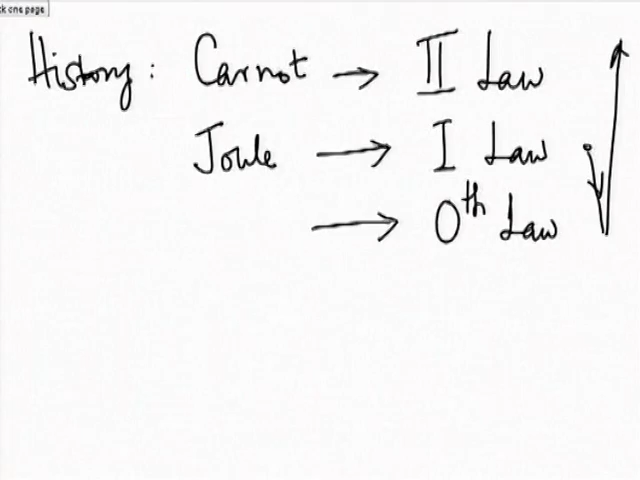 ck one page
History: Carnot → II Law
Joule → I Law
→ 0th Law